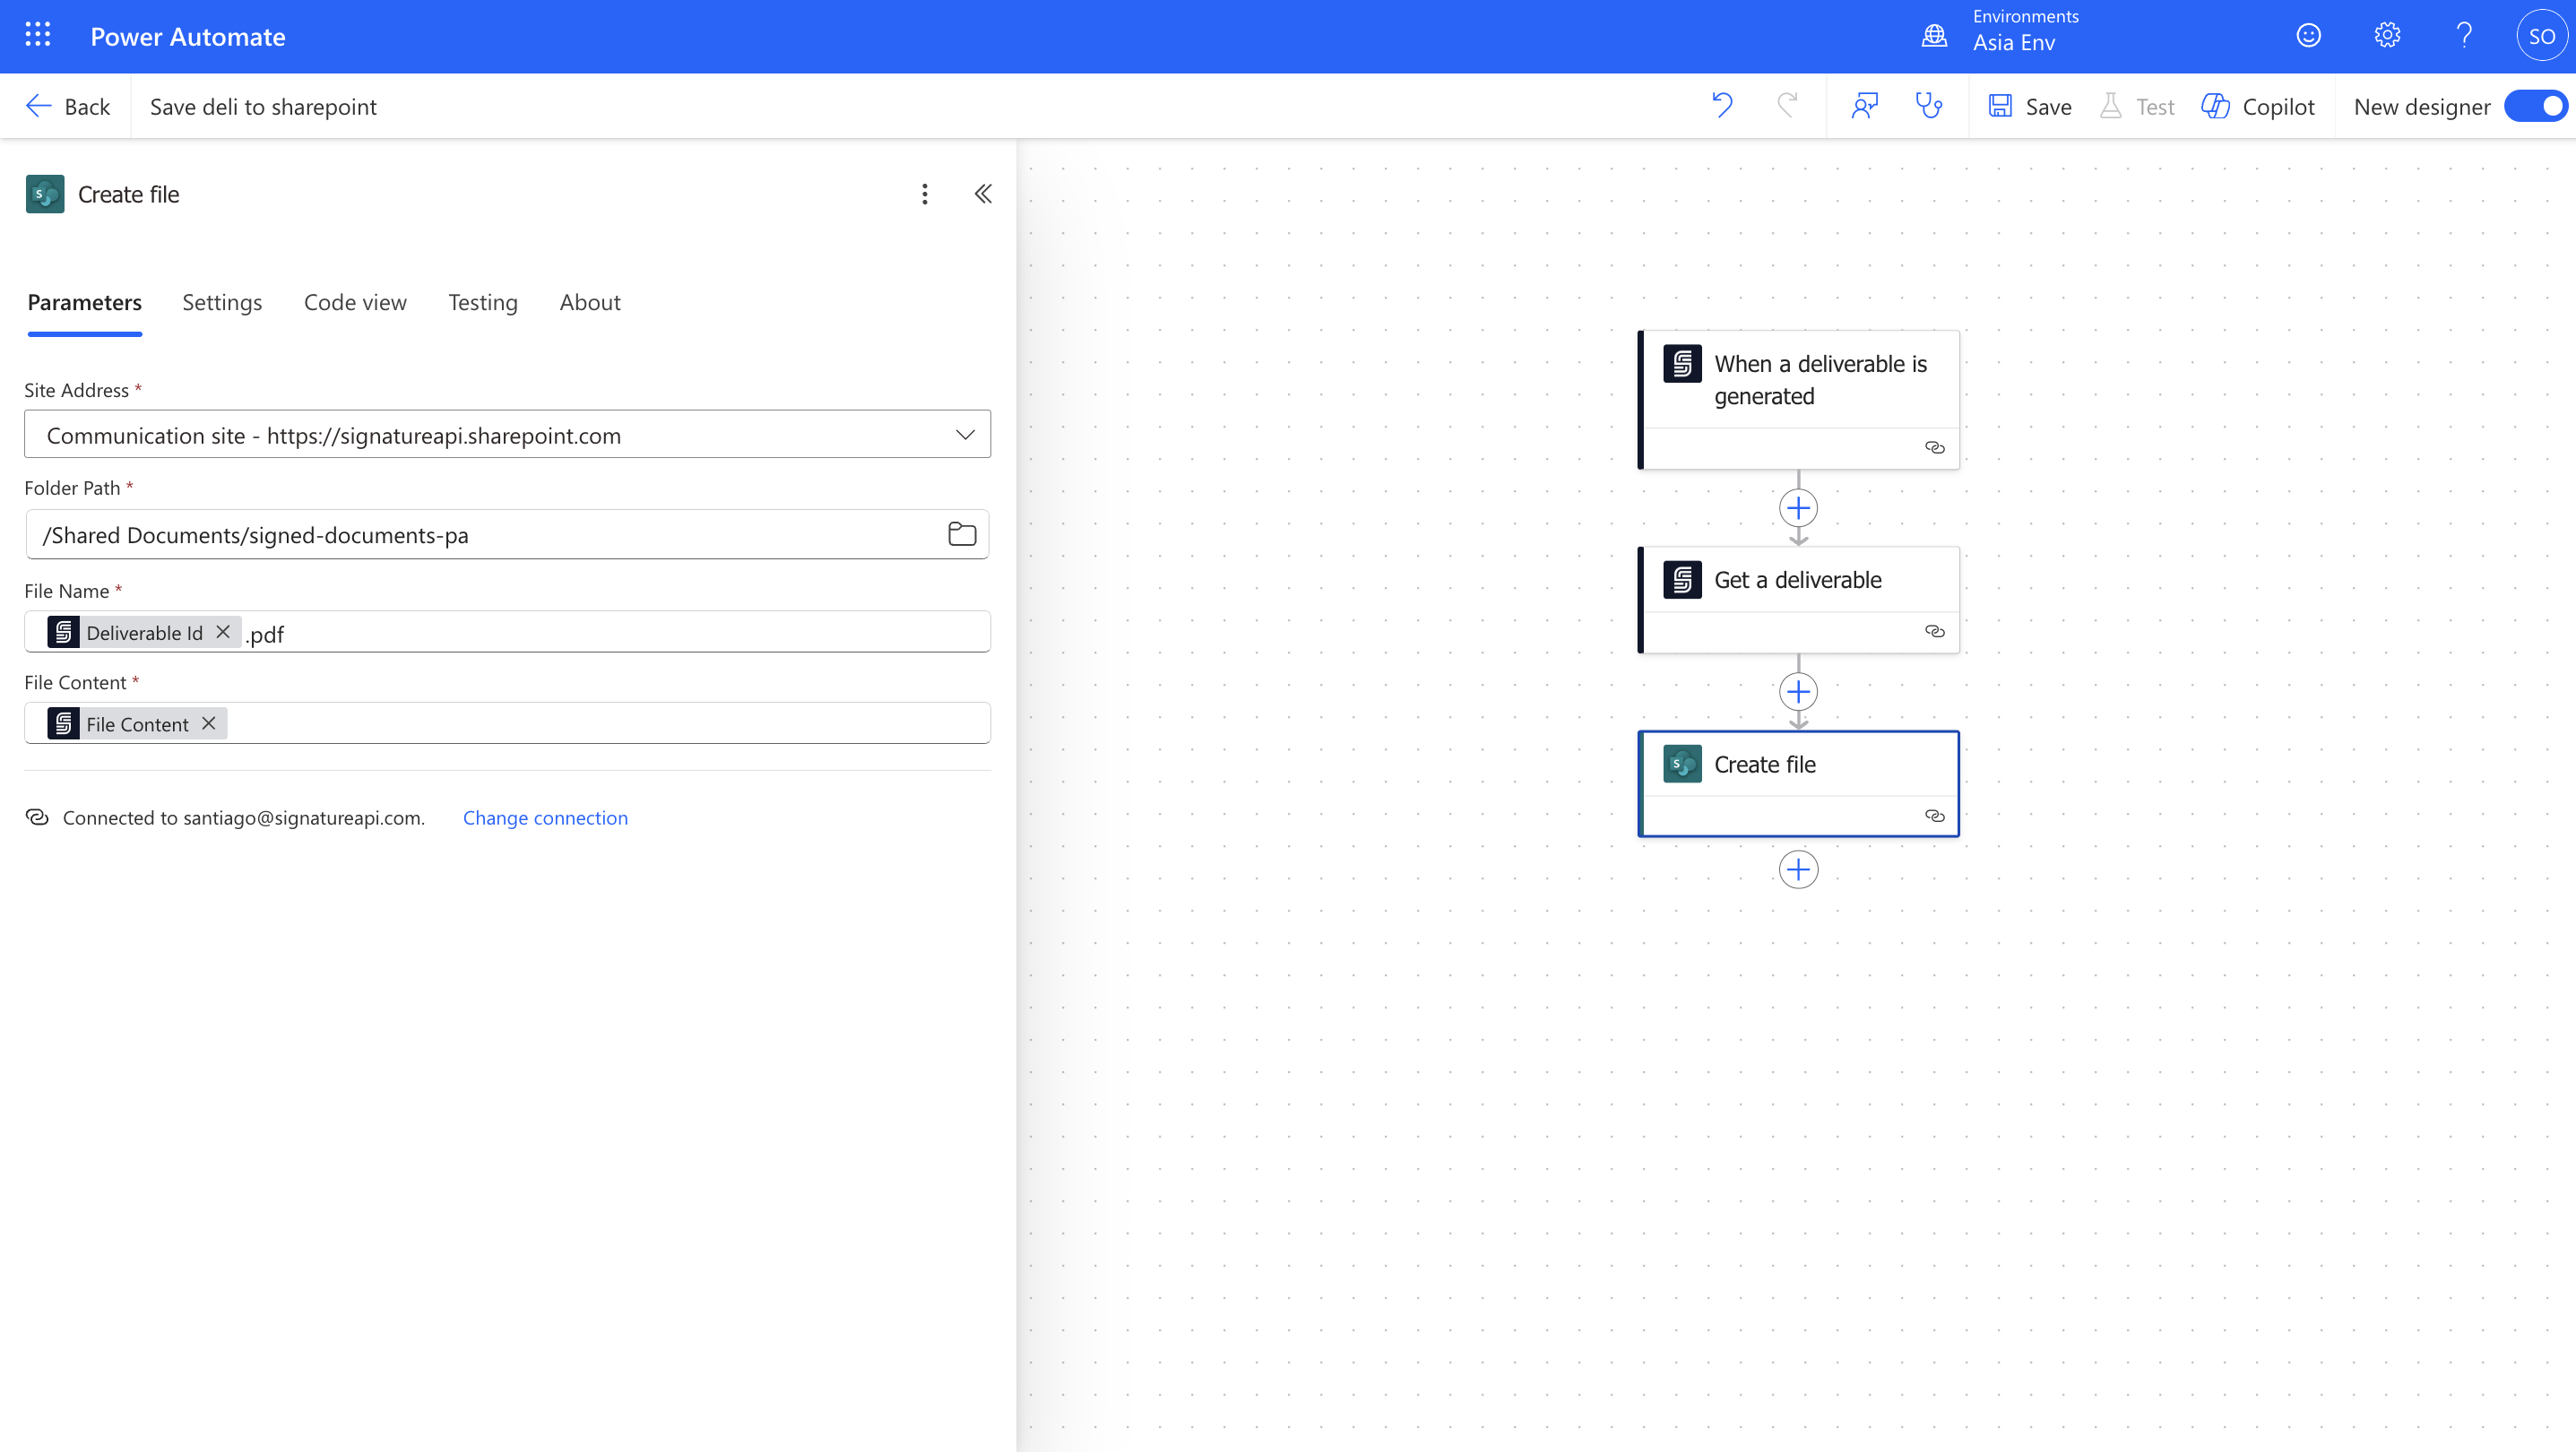 Power Automate
Environments
Asia Env
SO
Back
Save deli to sharepoint
Save
Test
Copilot
New designer
Create file
Parameters
Settings
Code view
Testing
About
Site Address *
Communication site - https://signatureapi.sharepoint.com
Folder Path *
/Shared Documents/signed-documents-pa
File Name *
Deliverable Id .pdf
File Content *
File Content
Connected to santiago@signatureapi.com. Change connection
When a deliverable is
generated
Get a deliverable
Create file